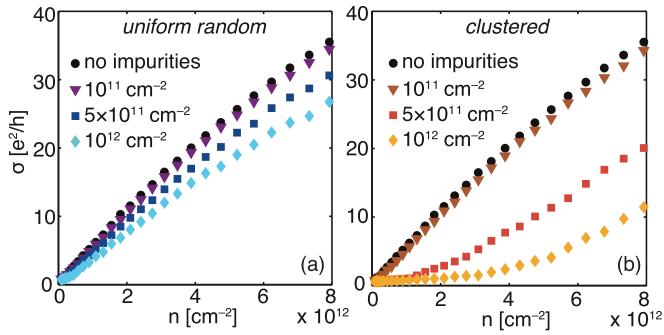 uniform random
clustered
40
30
20
10
0
σ [e²/h]
no impurities
10¹¹ cm⁻²
5×10¹¹ cm⁻²
10¹² cm⁻²
(a)
0 2 4 6 8
n [cm⁻²]
x 10¹²
40
30
20
10
0
no impurities
10¹¹ cm⁻²
5×10¹¹ cm⁻²
10¹² cm⁻²
(b)
0 2 4 6 8
n [cm⁻²]
x 10¹²